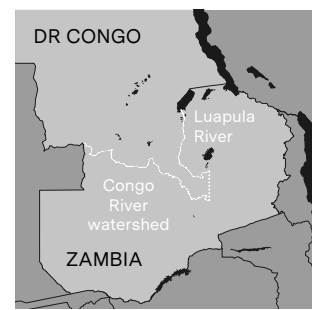 DR CONGO
Luapula
River
Congo
River
watershed
ZAMBIA